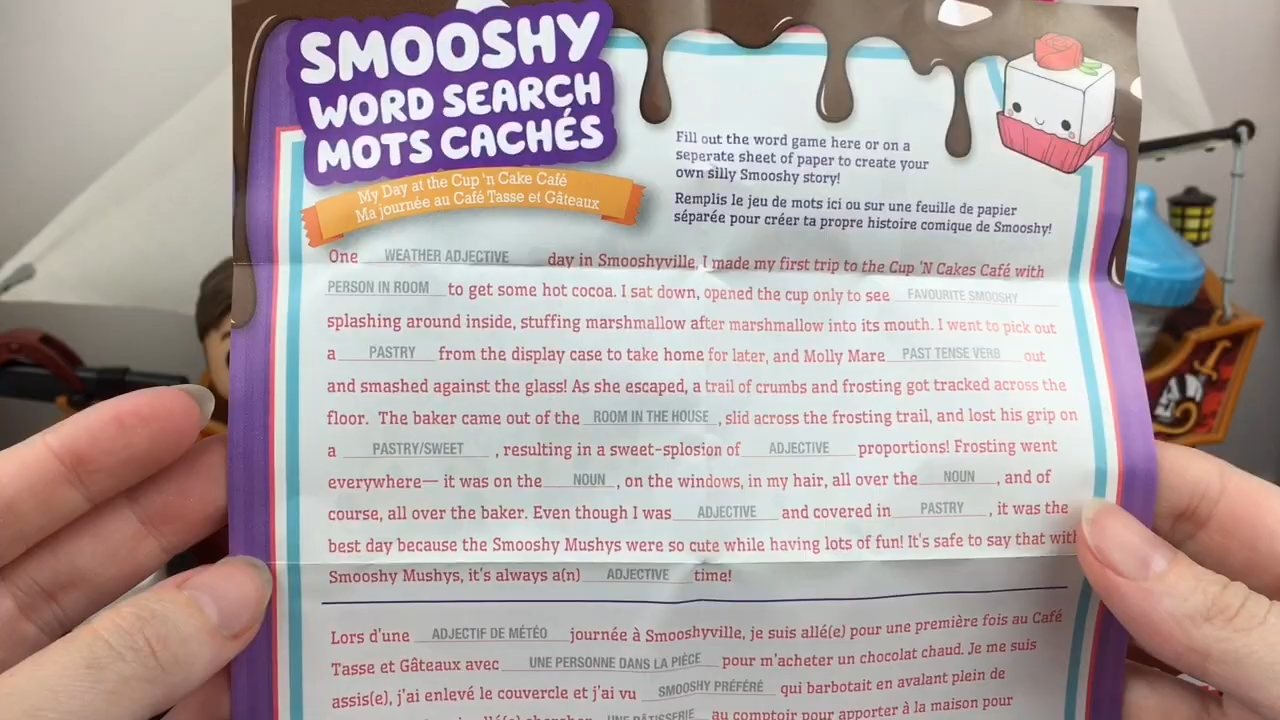 SMOOSHY
WORD SEARCH
MOTS CACHÉS
My Day at the Cup 'n Cake Café
Ma journée au Café Tasse et Gâteaux
Fill out the word game here or on a
seperate sheet of paper to create your
own silly Smooshy story!
Remplis le jeu de mots ici ou sur une feuille de papier
séparée pour créer ta propre histoire comique de Smooshy!
One WEATHER ADJECTIVE day in Smooshyville, I made my first trip to the Cup 'N Cakes Café with
PERSON IN ROOM to get some hot cocoa. I sat down, opened the cup only to see FAVOURITE SMOOSHY
splashing around inside, stuffing marshmallow after marshmallow into its mouth. I went to pick out
a PASTRY from the display case to take home for later, and Molly Mare PAST TENSE VERB out
and smashed against the glass! As she escaped, a trail of crumbs and frosting got tracked across the
floor. The baker came out of the ROOM IN THE HOUSE, slid across the frosting trail, and lost his grip on
a PASTRY/SWEET, resulting in a sweet-splosion of ADJECTIVE proportions! Frosting went
everywhere— it was on the NOUN, on the windows, in my hair, all over the NOUN, and of
course, all over the baker. Even though I was ADJECTIVE and covered in PASTRY, it was the
best day because the Smooshy Mushys were so cute while having lots of fun! It's safe to say that with
Smooshy Mushys, it's always a(n) ADJECTIVE time!
Lors d'une ADJECTIF DE MÉTÉO journée à Smooshyville, je suis allé(e) pour une première fois au Café
Tasse et Gâteaux avec UNE PERSONNE DANS LA PIÈCE pour m'acheter un chocolat chaud. Je me suis
assis(e), j'ai enlevé le couvercle et j'ai vu SMOOSHY PRÉFÉRÉ qui barbotait en avalant plein de
UNE PÂTISSERIE au comptoir pour apporter à la maison pour